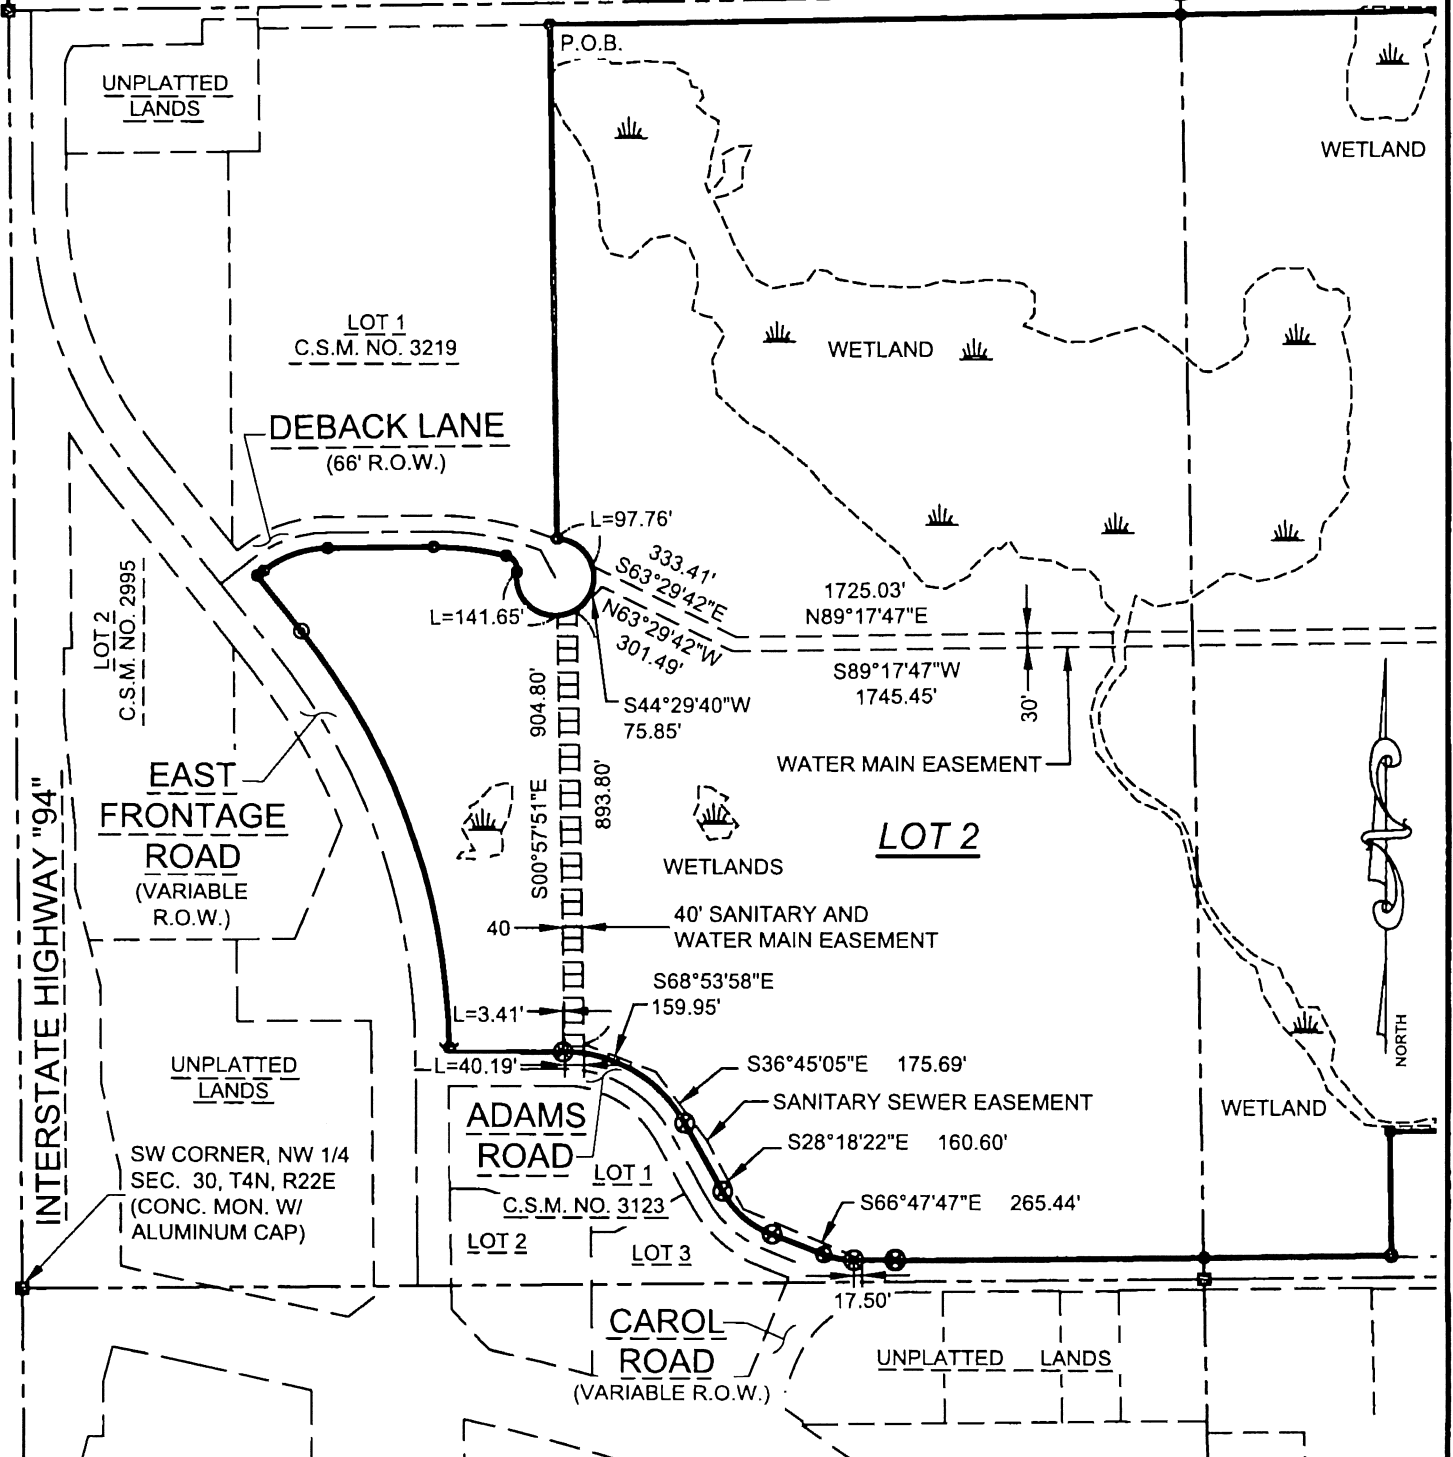 P.O.B.
UNPLATTED
LANDS
WETLAND
LOT 1
C.S.M. NO. 3219
WETLAND
DEBACK LANE
(66' R.O.W.)
L=97.76'
333.41'
S63°29'42"E
1725.03'
N89°17'47"E
L=141.65'
N63°29'42"W
301.49'
S89°17'47"W
1745.45'
30'
LOT 2
C.S.M. NO. 2995
904.80'
S00°57'51"E
893.80'
S44°29'40"W
75.85'
WATER MAIN EASEMENT
EAST
FRONTAGE
ROAD
(VARIABLE
R.O.W.)
INTERSTATE HIGHWAY "94"
LOT 2
WETLANDS
40
40' SANITARY AND
WATER MAIN EASEMENT
S68°53'58"E
159.95'
L=3.41'
L=40.19'
NORTH
UNPLATTED
LANDS
S36°45'05"E 175.69'
SANITARY SEWER EASEMENT
WETLAND
ADAMS
ROAD
S28°18'22"E 160.60'
SW CORNER, NW 1/4
SEC. 30, T4N, R22E
(CONC. MON. W/
ALUMINUM CAP)
LOT 1
C.S.M. NO. 3123
S66°47'47"E 265.44'
LOT 2
LOT 3
17.50'
CAROL
ROAD
(VARIABLE R.O.W.)
UNPLATTED LANDS